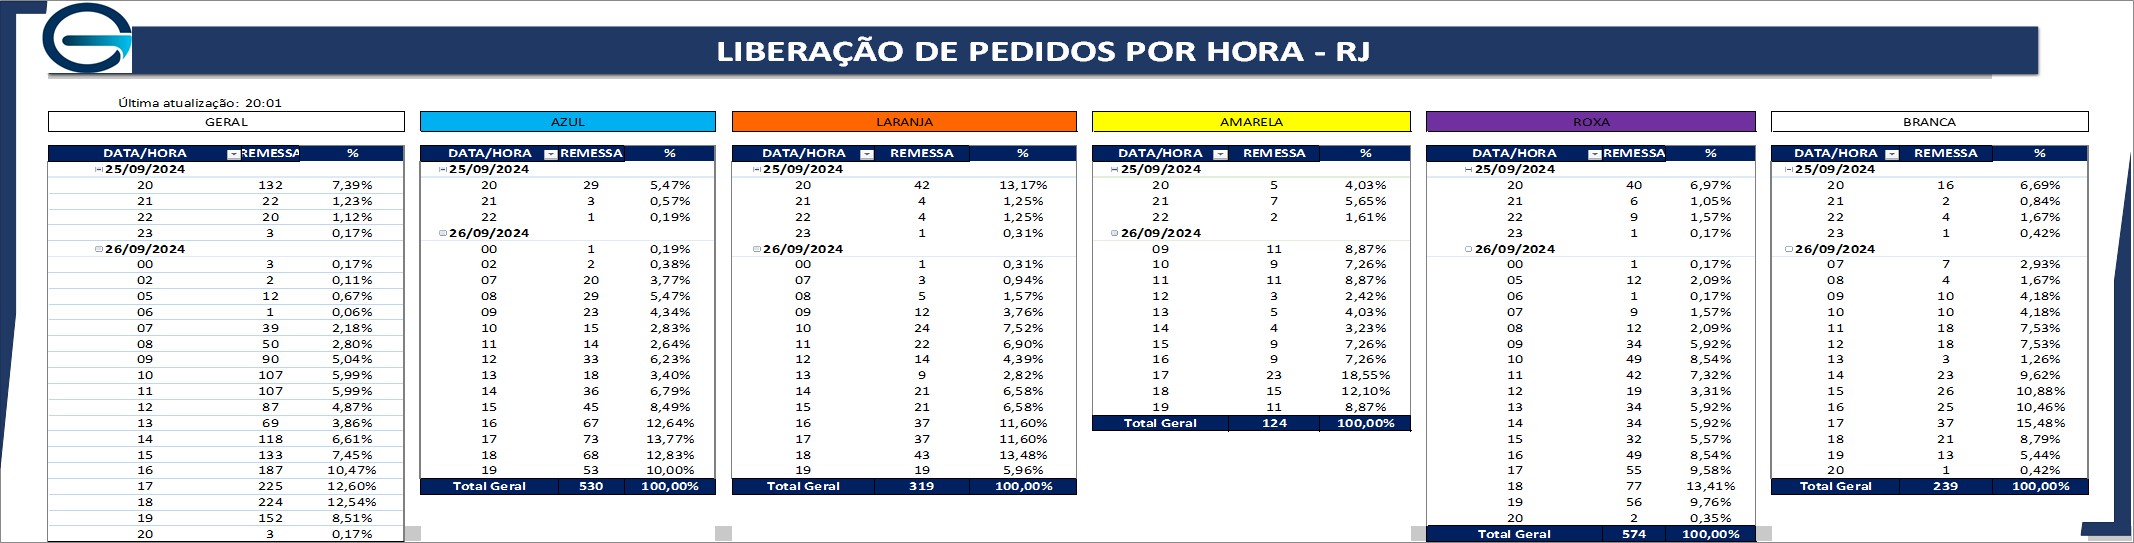 LIBERAÇÃO DE PEDIDOS POR HORA - RJ
Última atualização: 20:01
GERAL
DATA/HORA REMESSA %
25/09/2024
20 132 7,39%
21 22 1,23%
22 20 1,12%
23 3 0,17%
26/09/2024
00 3 0,17%
02 2 0,11%
05 12 0,67%
06 1 0,06%
07 39 2,18%
08 50 2,80%
09 90 5,04%
10 107 5,99%
11 107 5,99%
12 87 4,87%
13 69 3,86%
14 118 6,61%
15 133 7,45%
16 187 10,47%
17 225 12,60%
18 224 12,54%
19 152 8,51%
20 3 0,17%
AZUL
DATA/HORA REMESSA %
25/09/2024
20 29 5,47%
21 3 0,57%
22 1 0,19%
26/09/2024
00 1 0,19%
02 2 0,38%
07 20 3,77%
08 29 5,47%
09 23 4,34%
10 15 2,83%
11 14 2,64%
12 33 6,23%
13 18 3,40%
14 36 6,79%
15 45 8,49%
16 67 12,64%
17 73 13,77%
18 68 12,83%
19 53 10,00%
Total Geral 530 100,00%
LARANJA
DATA/HORA REMESSA %
25/09/2024
20 42 13,17%
21 4 1,25%
22 4 1,25%
23 1 0,31%
26/09/2024
00 1 0,31%
07 3 0,94%
08 5 1,57%
09 12 3,76%
10 24 7,52%
11 22 6,90%
12 14 4,39%
13 9 2,82%
14 21 6,58%
15 21 6,58%
16 37 11,60%
17 37 11,60%
18 43 13,48%
19 19 5,96%
Total Geral 319 100,00%
AMARELA
DATA/HORA REMESSA %
25/09/2024
20 5 4,03%
21 7 5,65%
22 2 1,61%
26/09/2024
09 11 8,87%
10 9 7,26%
11 11 8,87%
12 3 2,42%
13 5 4,03%
14 4 3,23%
15 9 7,26%
16 9 7,26%
17 23 18,55%
18 15 12,10%
19 11 8,87%
Total Geral 124 100,00%
ROXA
DATA/HORA REMESSA %
25/09/2024
20 40 6,97%
21 6 1,05%
22 9 1,57%
23 1 0,17%
26/09/2024
00 1 0,17%
05 12 2,09%
06 1 0,17%
07 9 1,57%
08 12 2,09%
09 34 5,92%
10 49 8,54%
11 42 7,32%
12 19 3,31%
13 34 5,92%
14 34 5,92%
15 32 5,57%
16 49 8,54%
17 55 9,58%
18 77 13,41%
19 56 9,76%
20 2 0,35%
Total Geral 574 100,00%
BRANCA
DATA/HORA REMESSA %
25/09/2024
20 16 6,69%
21 2 0,84%
22 4 1,67%
23 1 0,42%
26/09/2024
07 7 2,93%
08 4 1,67%
09 10 4,18%
10 10 4,18%
11 18 7,53%
12 18 7,53%
13 3 1,26%
14 23 9,62%
15 26 10,88%
16 25 10,46%
17 37 15,48%
18 21 8,79%
19 13 5,44%
20 1 0,42%
Total Geral 239 100,00%